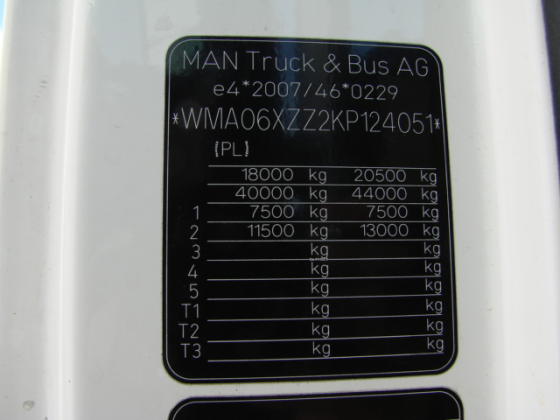 MAN Truck & Bus AG
e4*2007/46*0229
*WMA06XZZ2KP124051*
(PL)
18000 kg 20500 kg
40000 kg 44000 kg
1 7500 kg 7500 kg
2 11500 kg 13000 kg
3 kg kg
4 kg kg
5 kg kg
T1 kg kg
T2 kg kg
T3 kg kg